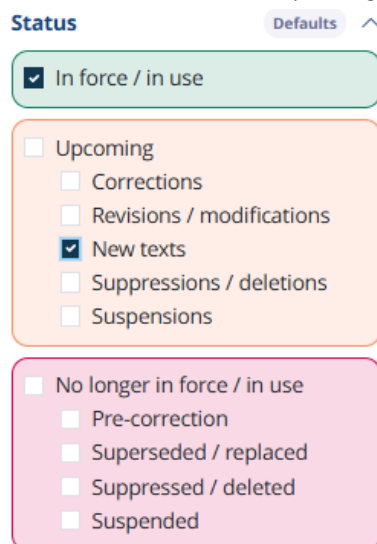 Status Defaults
In force / in use
Upcoming
Corrections
Revisions / modifications
New texts
Suppressions / deletions
Suspensions
No longer in force / in use
Pre-correction
Superseded / replaced
Suppressed / deleted
Suspended